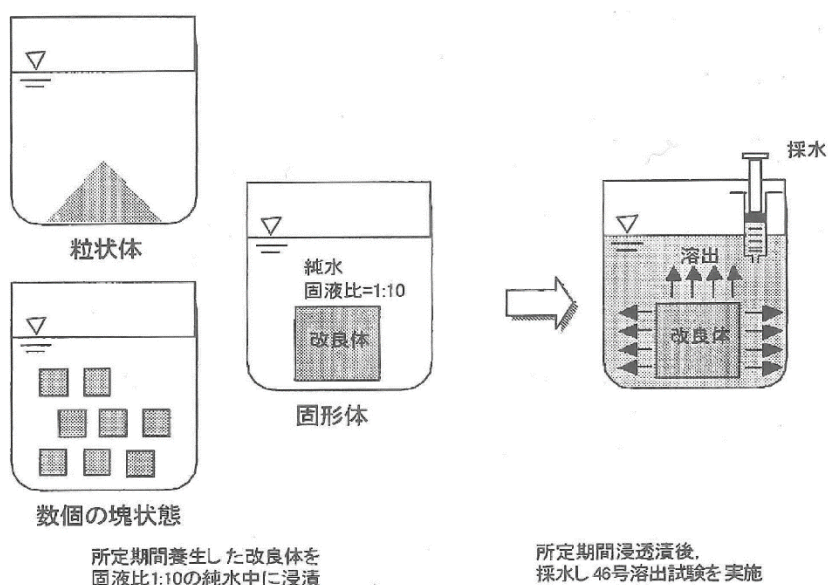 採水
粒状体
純水
固液比=1:10
改良体
溶出
改良体
固形体
数個の塊状態
所定期間養生した改良体を
固液比1:10の純水中に浸漬
所定期間浸透漬後,
採水し46号溶出試験を実施